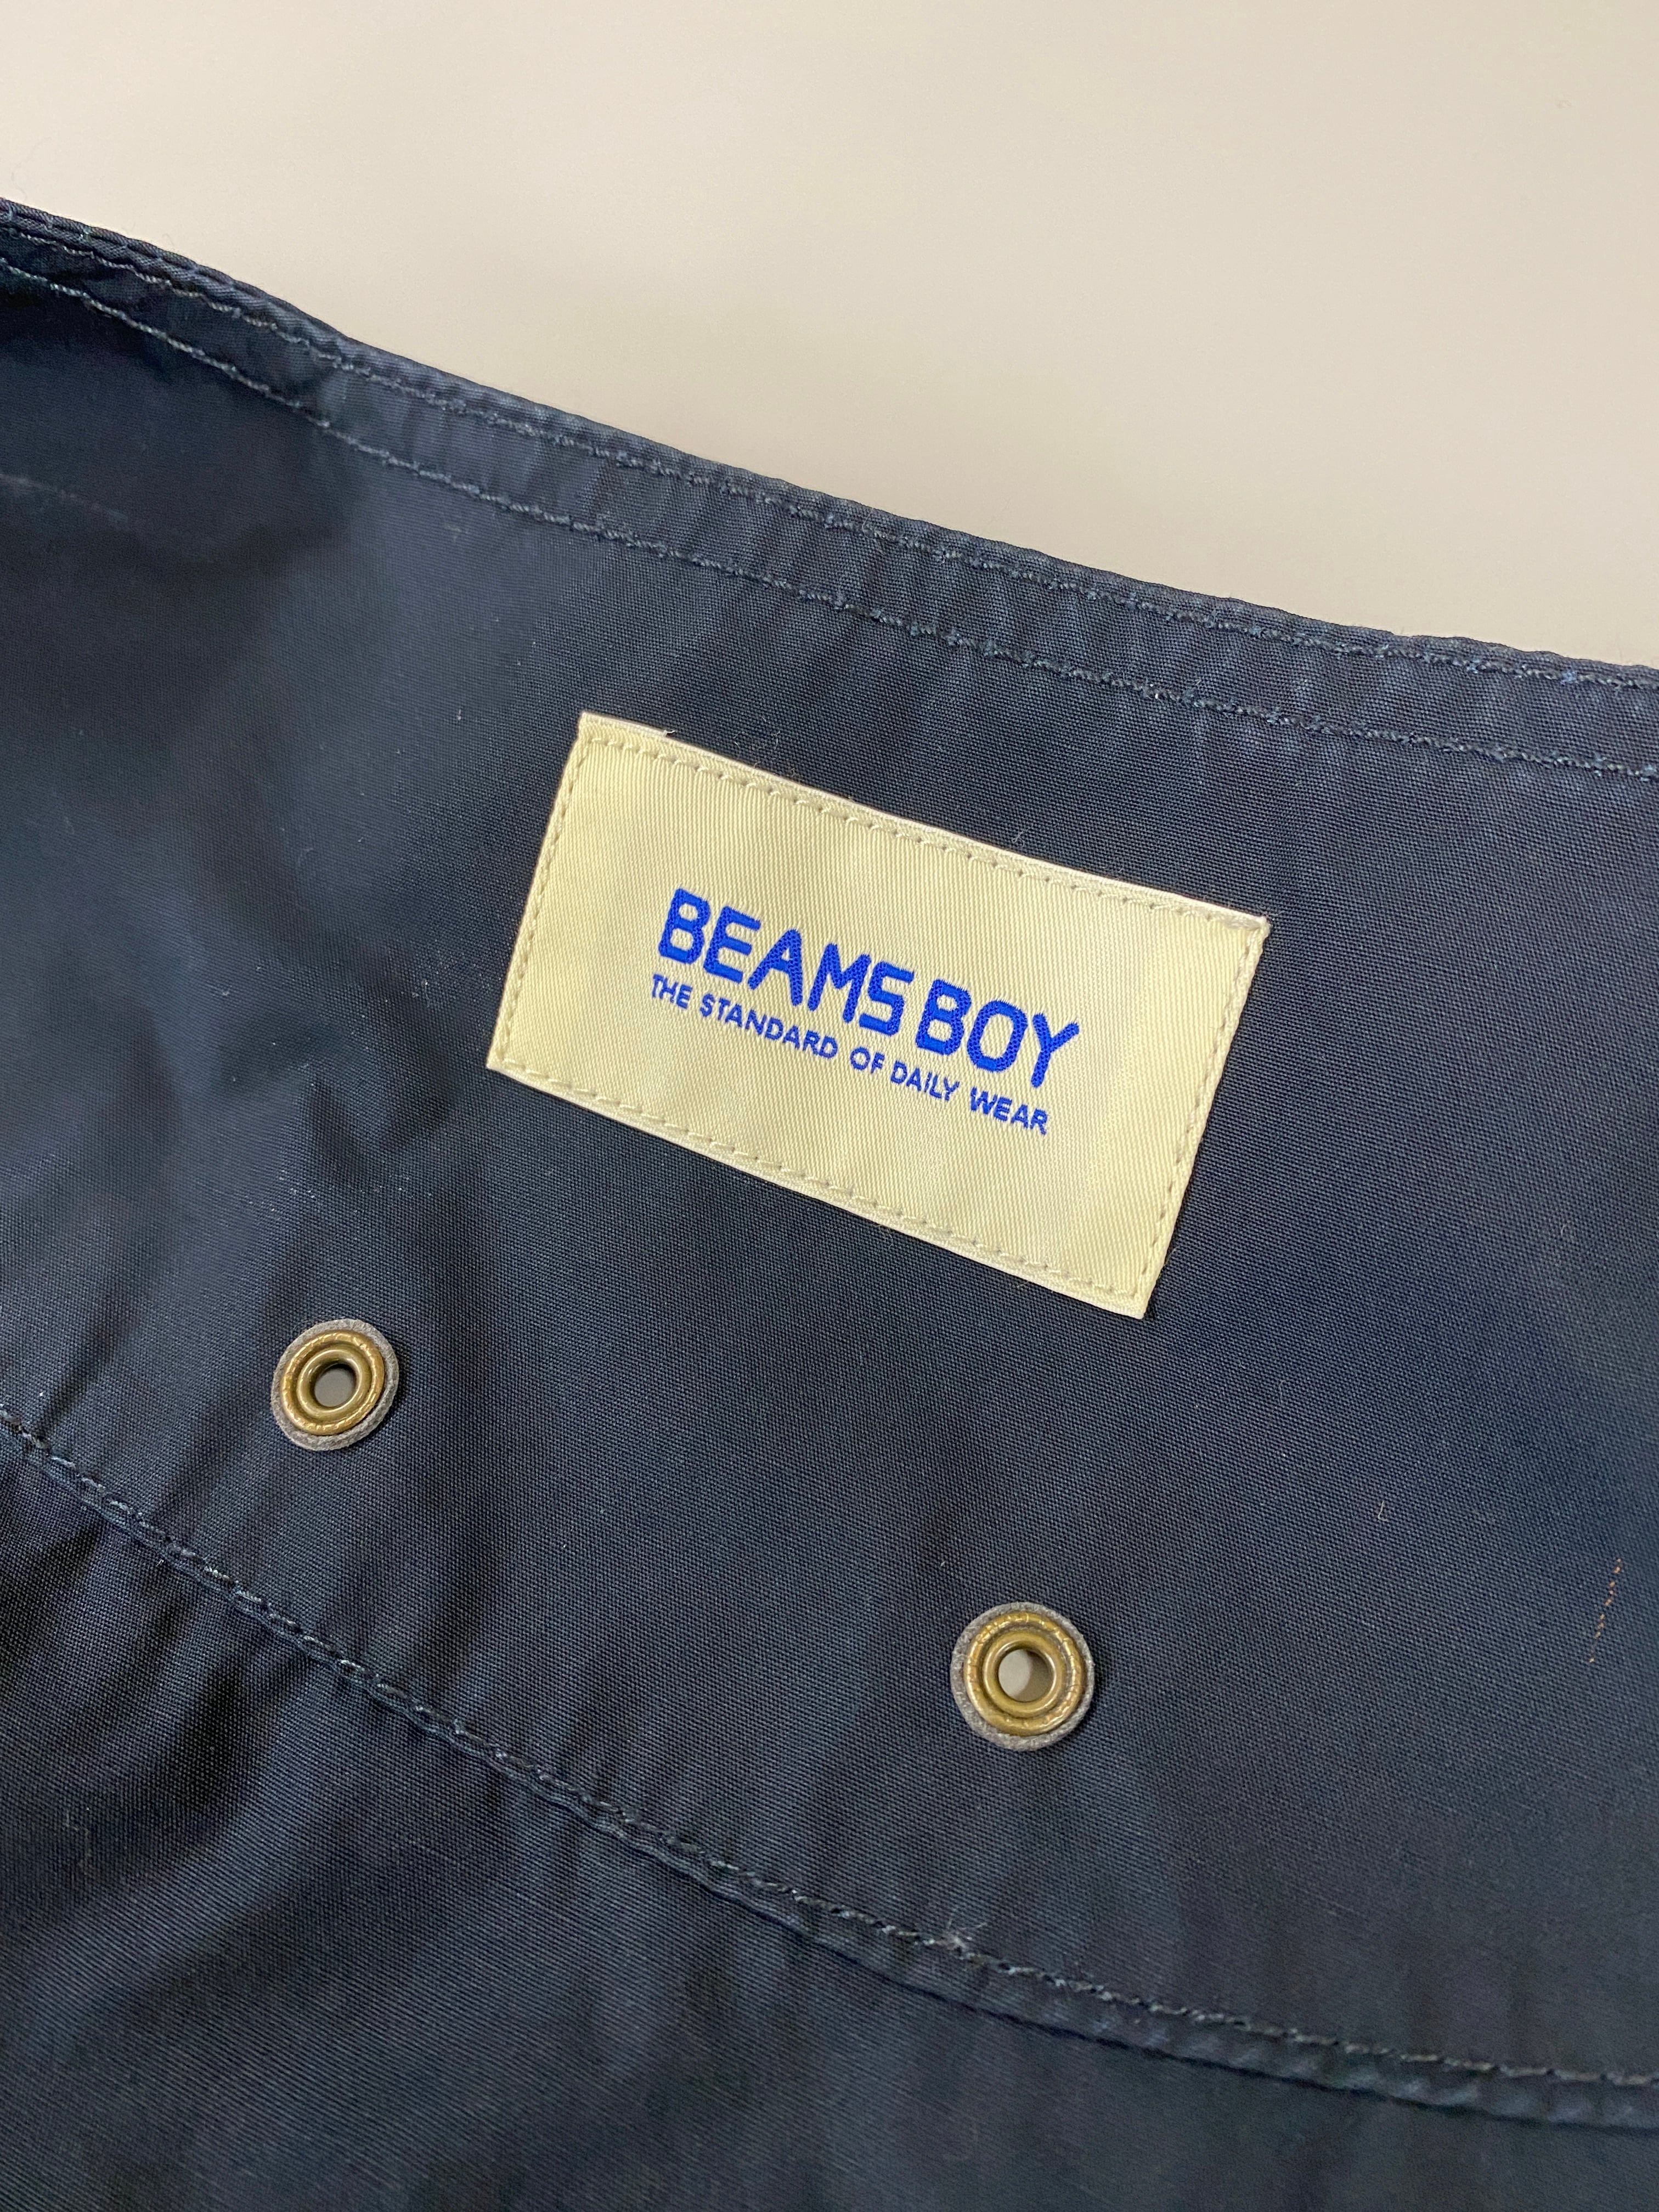 BEAMS BOY
THE STANDARD OF DAILY WEAR